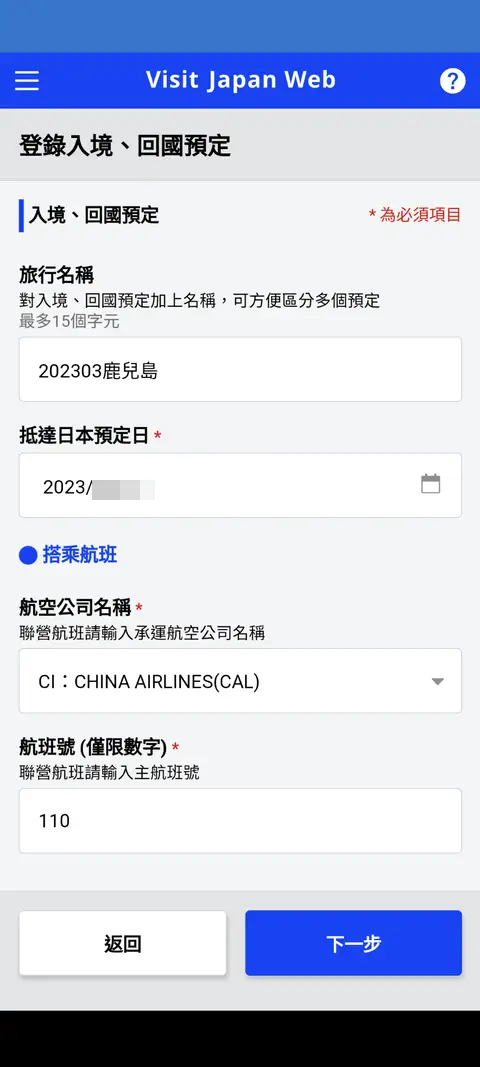 Visit Japan Web
?
登錄入境、回國預定
入境、回國預定
* 為必須項目
旅行名稱
對入境、回國預定加上名稱，可方便區分多個預定
最多15個字元
202303鹿兒島
抵達日本預定日 *
2023/
搭乘航班
航空公司名稱 *
聯營航班請輸入承運航空公司名稱
CI：CHINA AIRLINES(CAL)
航班號 (僅限數字) *
聯營航班請輸入主航班號
110
返回
下一步